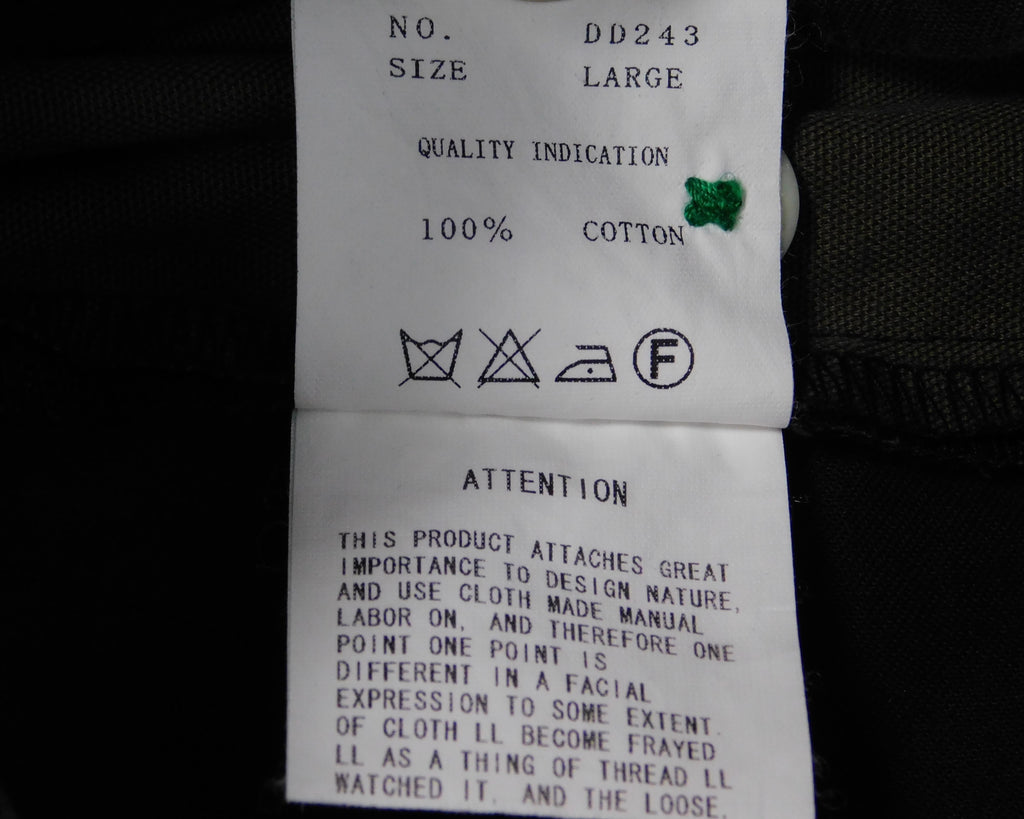 NO. DD243
SIZE LARGE
QUALITY INDICATION
100% COTTON
F
ATTENTION
THIS PRODUCT ATTACHES GREAT
IMPORTANCE TO DESIGN NATURE,
AND USE CLOTH MADE MANUAL
LABOR ON, AND THEREFORE ONE
POINT ONE POINT IS
DIFFERENT IN A FACIAL
EXPRESSION TO SOME EXTENT.
OF CLOTH LL BECOME FRAYED
LL AS A THING OF THREAD LL
WATCHED IT, AND THE LOOSE,